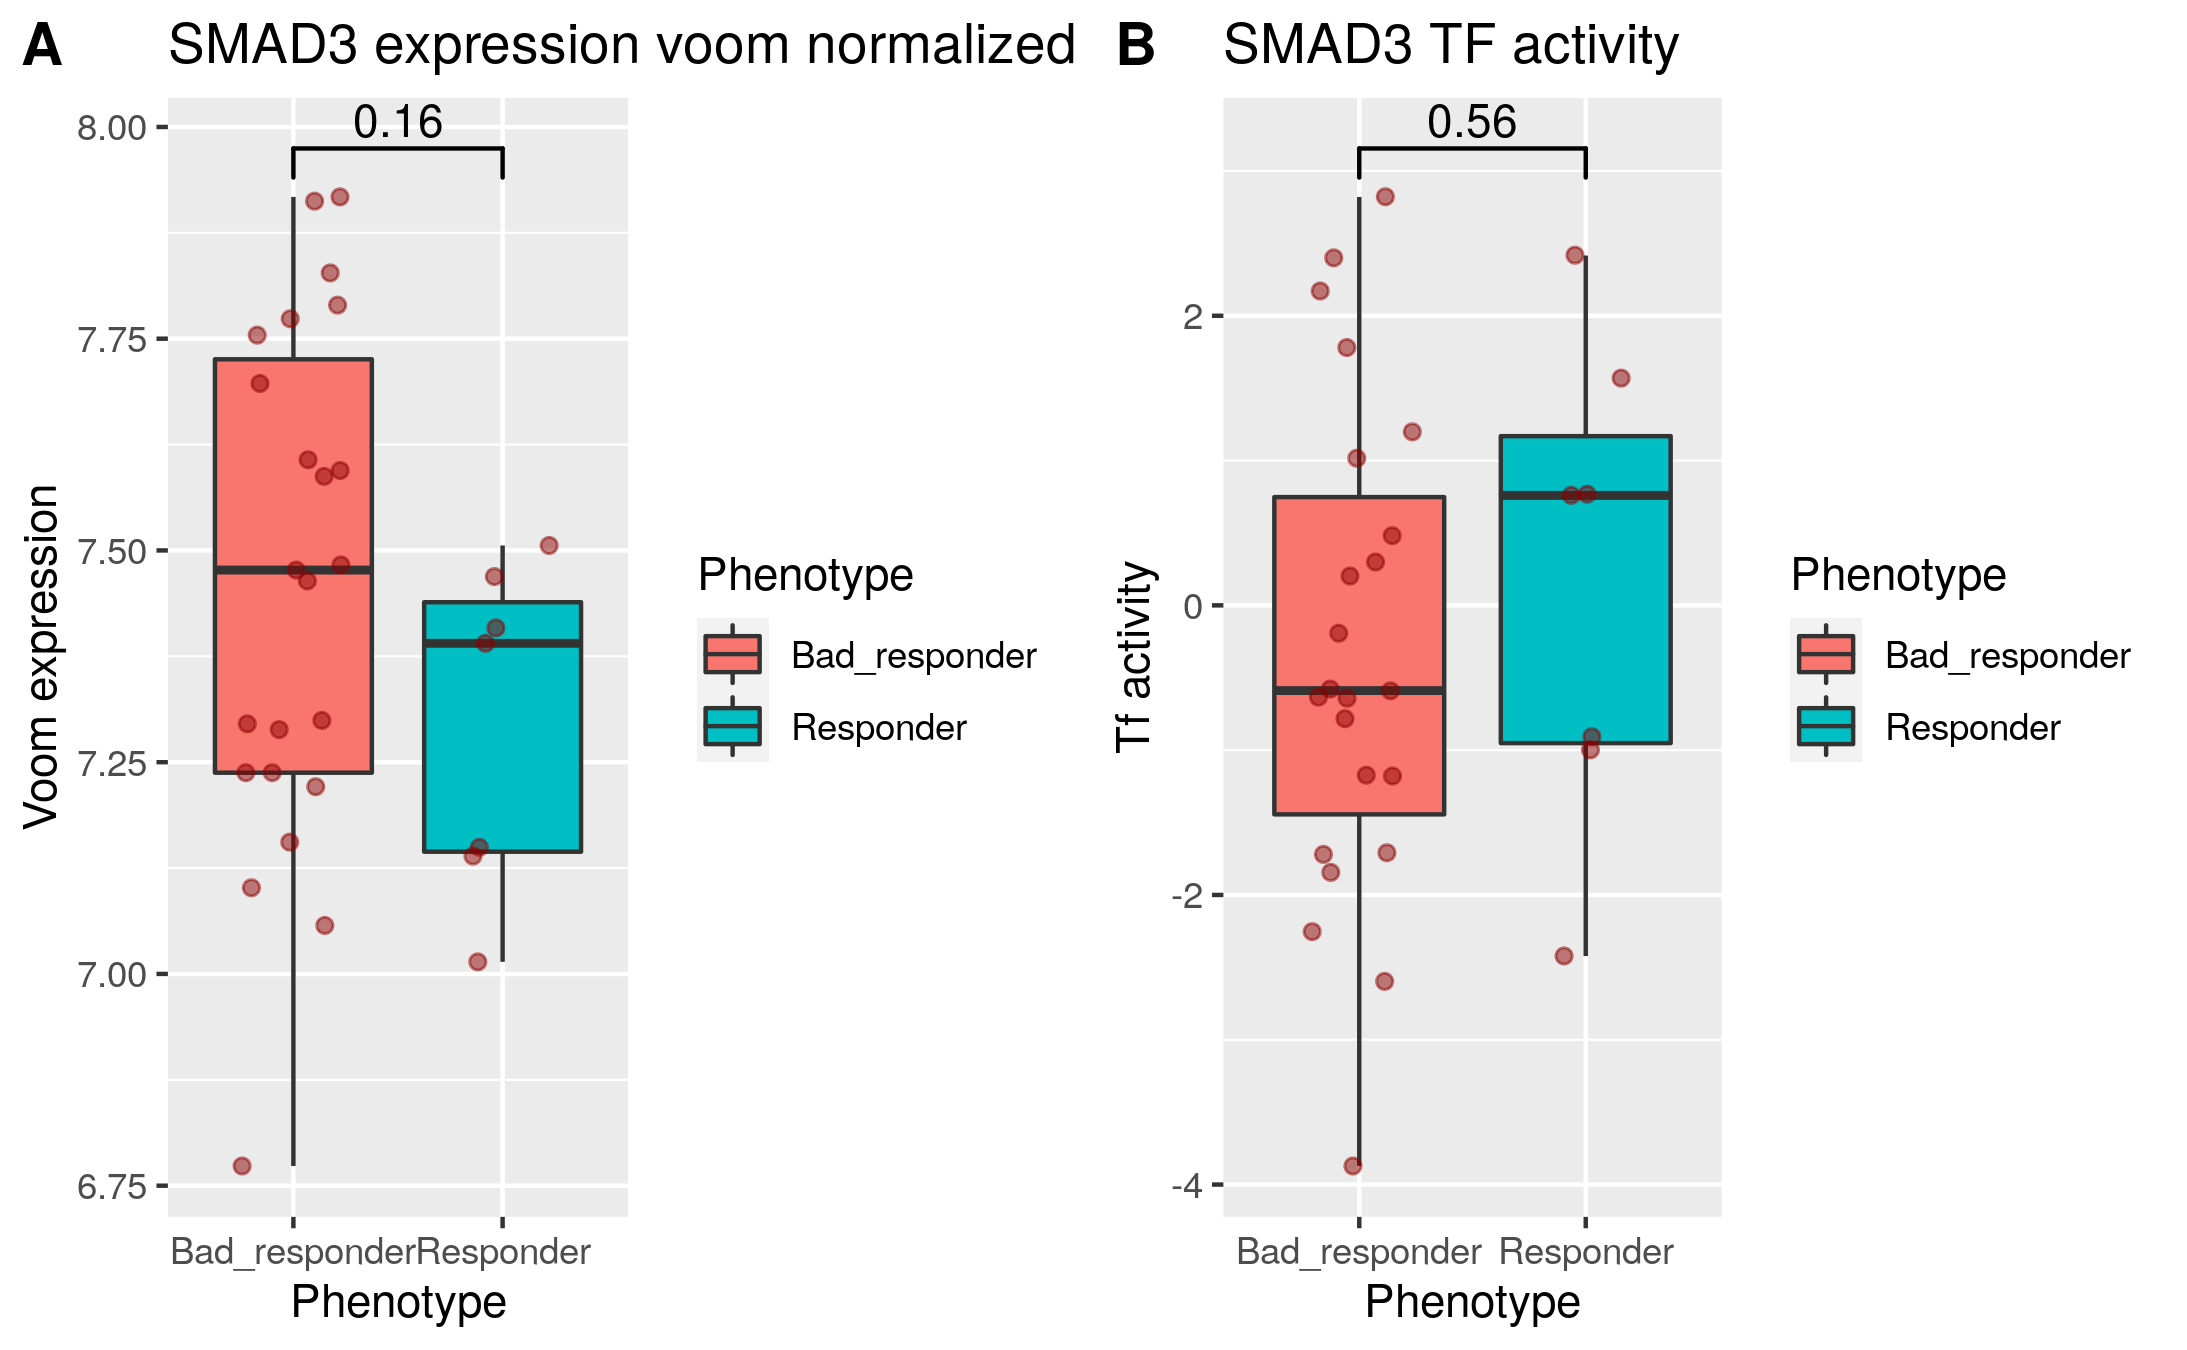 A
SMAD3 expression voom normalized
0.16
8.00
7.75
7.50
7.25
7.00
6.75
Voom expression
Bad_responder
Responder
Phenotype
Phenotype
Bad_responder
Responder
B
SMAD3 TF activity
0.56
2
0
-2
-4
Tf activity
Bad_responder
Responder
Phenotype
Phenotype
Bad_responder
Responder